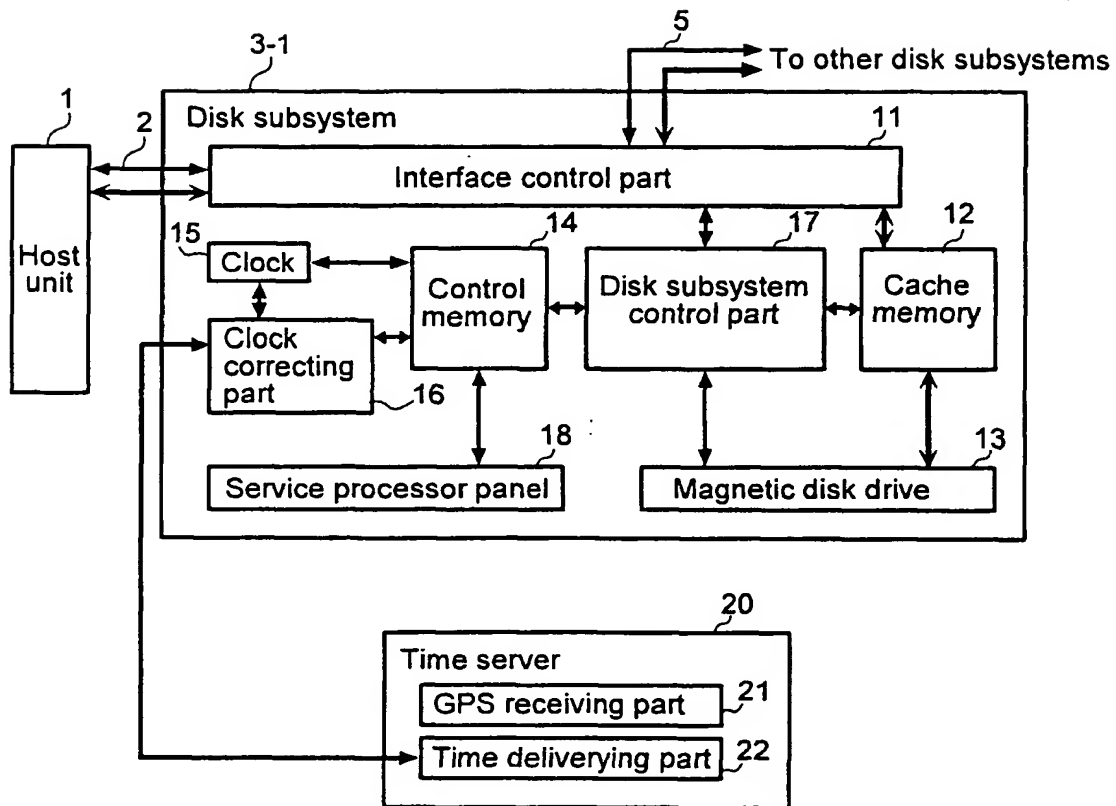 5
3-1
To other disk subsystems
1
2
Disk subsystem
11
Interface control part
14
17
12
15
Clock
Host
unit
Control
memory
Disk subsystem
control part
Cache
memory
Clock
correcting
part
16
18
13
Service processor panel
Magnetic disk drive
20
Time server
GPS receiving part
21
Time deliverying part
22